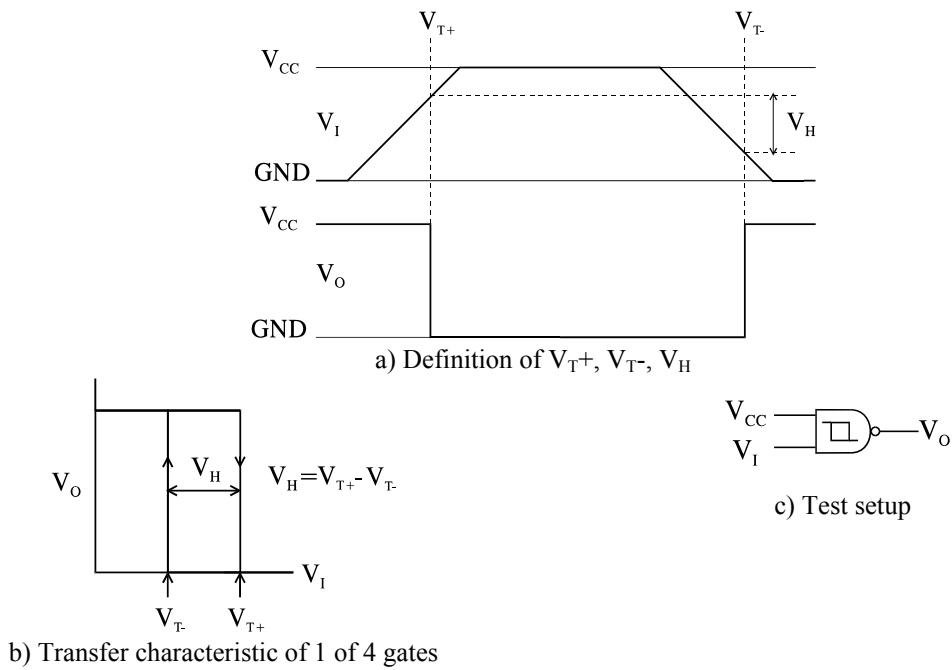 V_T+ V_T-
V_CC
V_I V_H
GND
V_CC
V_O
GND
a) Definition of V_T+, V_T-, V_H
V_O V_H V_H=V_T+-V_T-
V_I
V_T- V_T+
b) Transfer characteristic of 1 of 4 gates
V_CC
V_I
V_O
c) Test setup